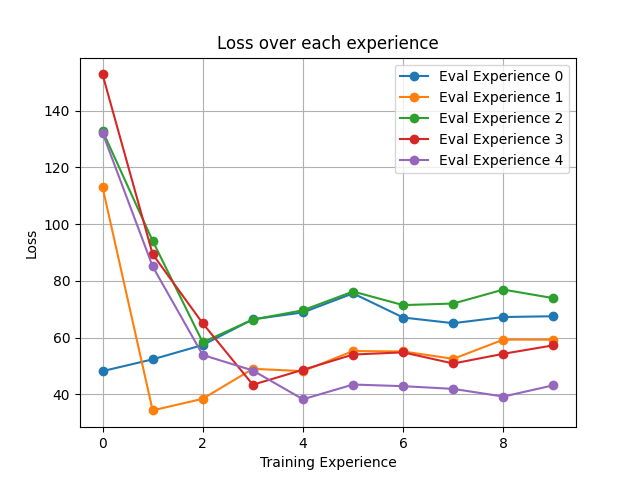 Loss over each experience
Eval Experience 0
Eval Experience 1
Eval Experience 2
Eval Experience 3
Eval Experience 4
140
120
100
80
60
40
Loss
0 2 4 6 8
Training Experience